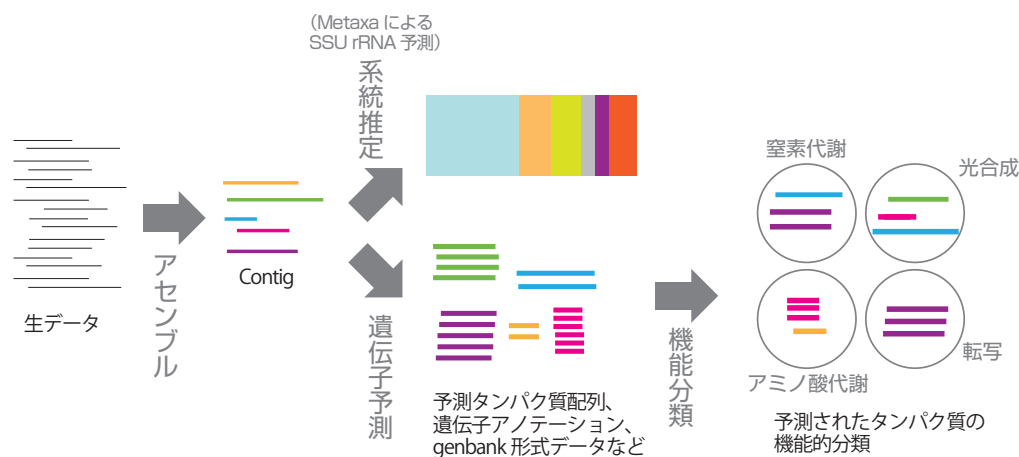 (Metaxa による
SSU rRNA 予測)
系統推定
生データ
アセンブル
Contig
遺伝子予測
予測タンパク質配列、
遺伝子アノテーション、
genbank 形式データなど
機能分類
窒素代謝
光合成
アミノ酸代謝
転写
予測されたタンパク質の
機能的分類